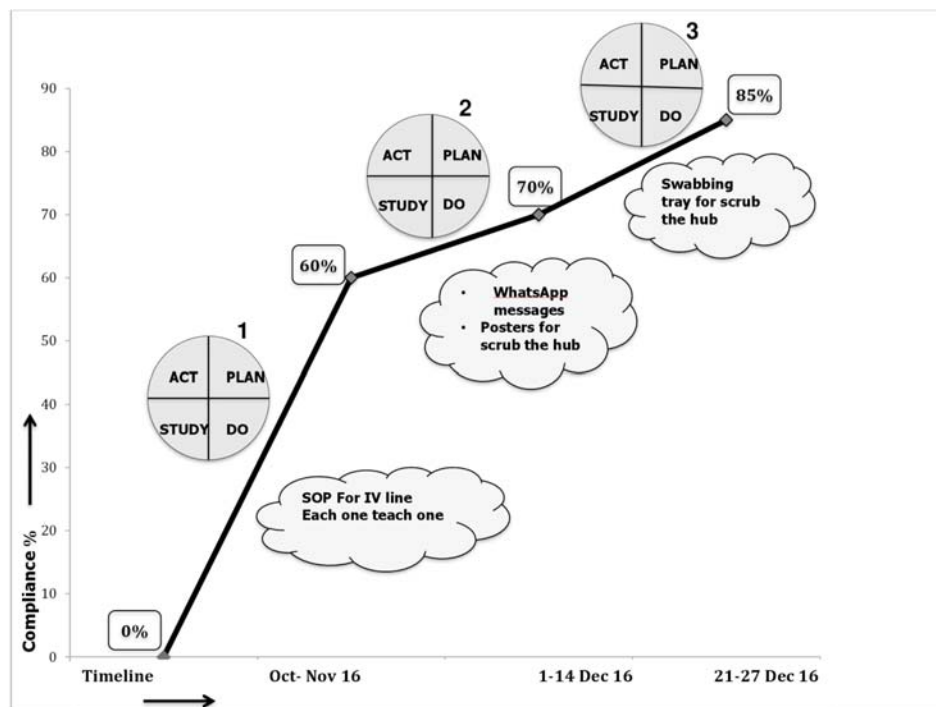 3
ACT PLAN
STUDY DO
90
85%
2
80
ACT PLAN
STUDY DO
70%
Swabbing
tray for scrub
the hub
70
60%
60
• WhatsApp
messages
• Posters for
scrub the hub
50
1
ACT PLAN
STUDY DO
40
30
SOP For IV line
Each one teach one
20
10
Compliance %
0%
0
Timeline Oct- Nov 16 1-14 Dec 16 21-27 Dec 16